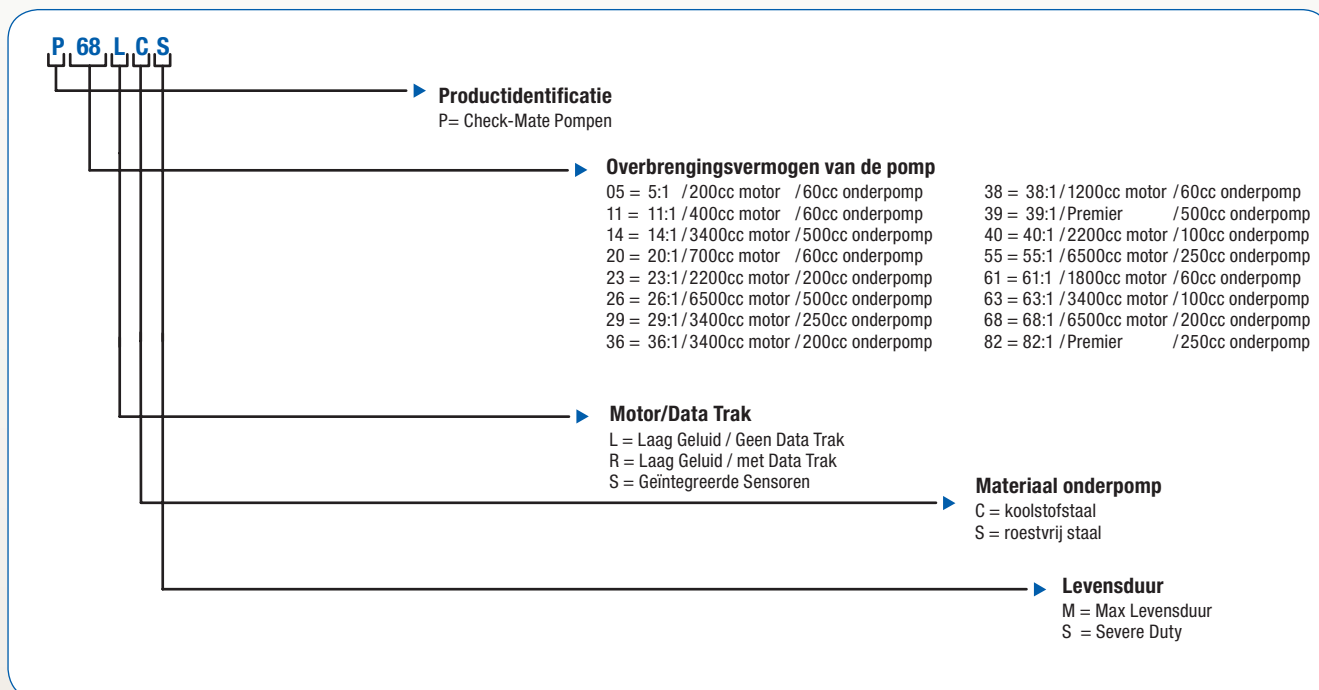 P 68 L C S
Productidentificatie
P= Check-Mate Pompen
Overbrengingsvermogen van de pomp
05 = 5:1 /200cc motor /60cc onderpomp
11 = 11:1 /400cc motor /60cc onderpomp
14 = 14:1 /3400cc motor /500cc onderpomp
20 = 20:1/700cc motor /60cc onderpomp
23 = 23:1/2200cc motor /200cc onderpomp
26 = 26:1/6500cc motor /500cc onderpomp
29 = 29:1/3400cc motor /250cc onderpomp
36 = 36:1/3400cc motor /200cc onderpomp
38 = 38:1/1200cc motor /60cc onderpomp
39 = 39:1/Premier /500cc onderpomp
40 = 40:1 /2200cc motor /100cc onderpomp
55 = 55:1 /6500cc motor /250cc onderpomp
61 = 61:1 /1800cc motor /60cc onderpomp
63 = 63:1 /3400cc motor /100cc onderpomp
68 = 68:1 /6500cc motor /200cc onderpomp
82 = 82:1 /Premier /250cc onderpomp
Motor/Data Trak
L = Laag Geluid / Geen Data Trak
R = Laag Geluid / met Data Trak
S = Geïntegreerde Sensoren
Materiaal onderpomp
C = koolstofstaal
S = roestvrij staal
Levensduur
M = Max Levensduur
S = Severe Duty